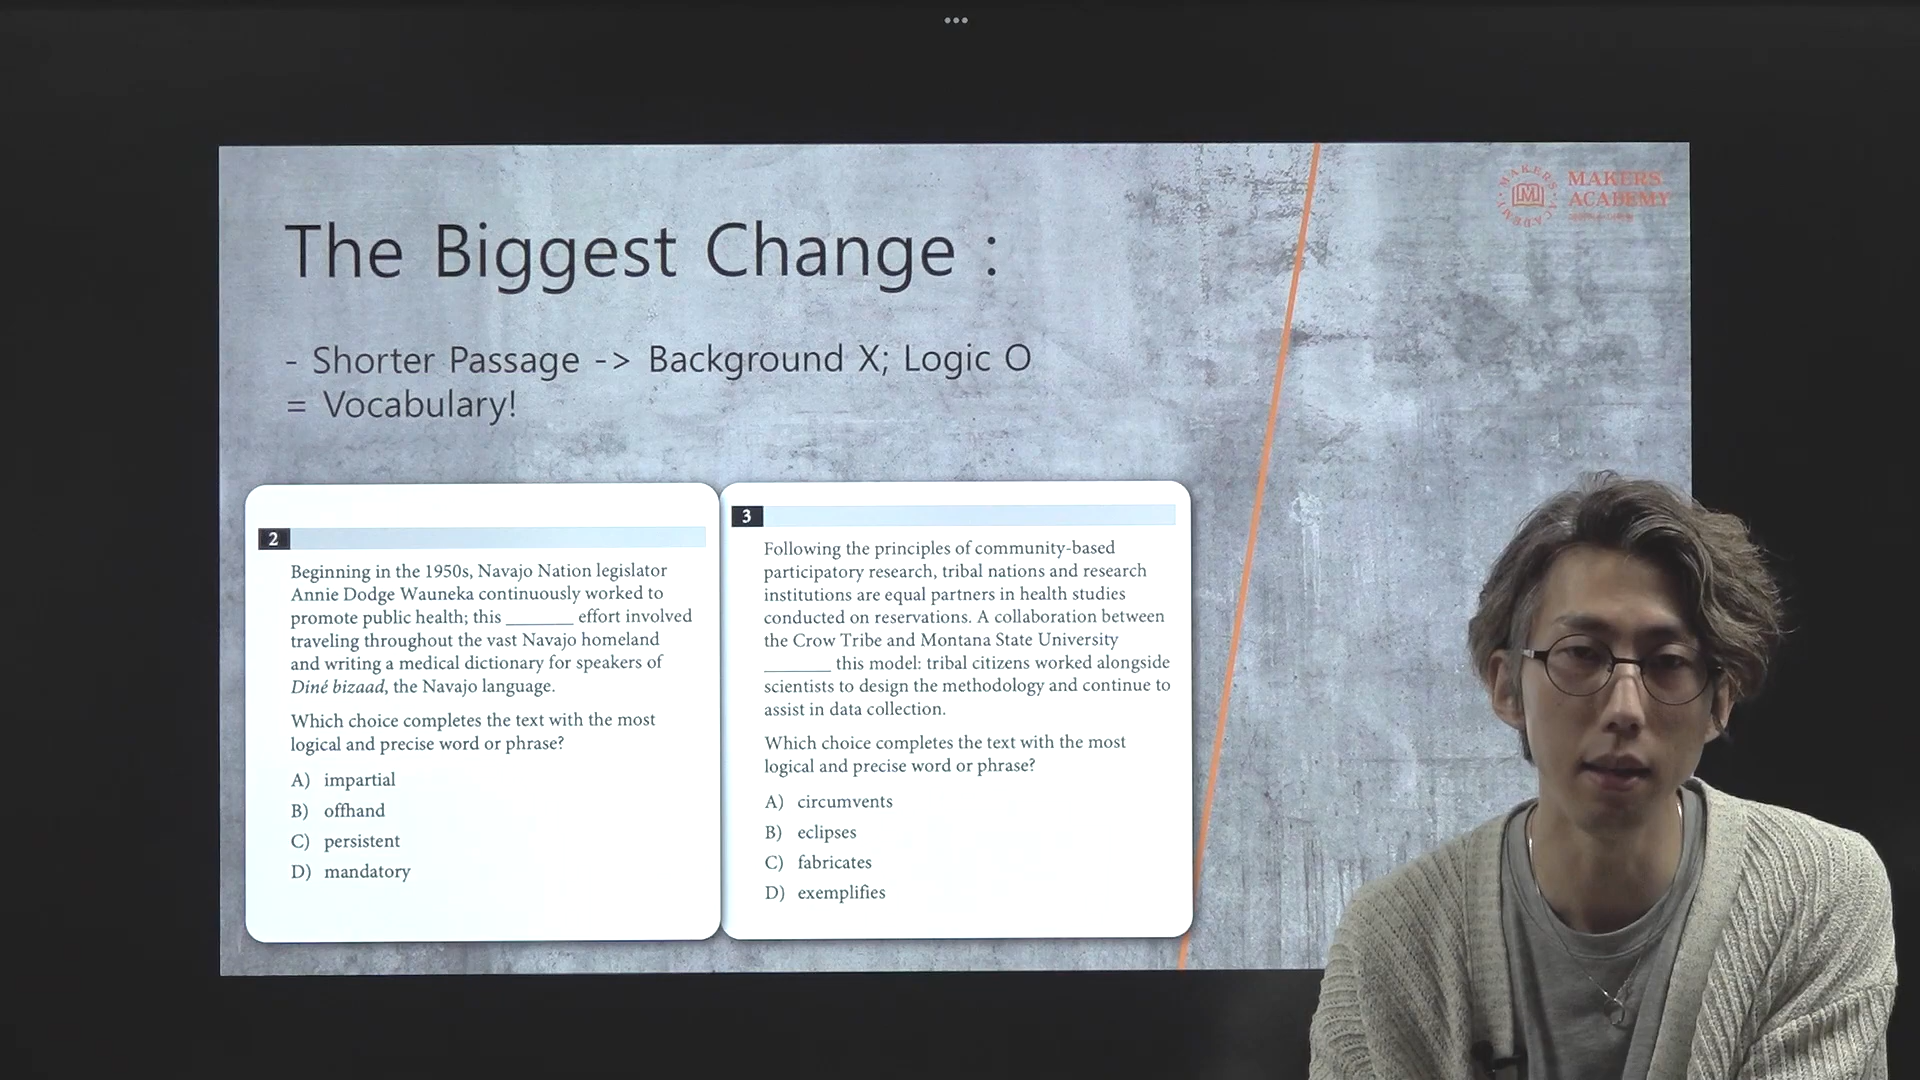 MAKERS
ACADEMY
The Biggest Change :
- Shorter Passage -> Background X; Logic O
= Vocabulary!
2
Beginning in the 1950s, Navajo Nation legislator
Annie Dodge Wauneka continuously worked to
promote public health; this ________ effort involved
traveling throughout the vast Navajo homeland
and writing a medical dictionary for speakers of
Diné bizaad, the Navajo language.
Which choice completes the text with the most
logical and precise word or phrase?
A) impartial
B) offhand
C) persistent
D) mandatory
3
Following the principles of community-based
participatory research, tribal nations and research
institutions are equal partners in health studies
conducted on reservations. A collaboration between
the Crow Tribe and Montana State University
________ this model: tribal citizens worked alongside
scientists to design the methodology and continue to
assist in data collection.
Which choice completes the text with the most
logical and precise word or phrase?
A) circumvents
B) eclipses
C) fabricates
D) exemplifies